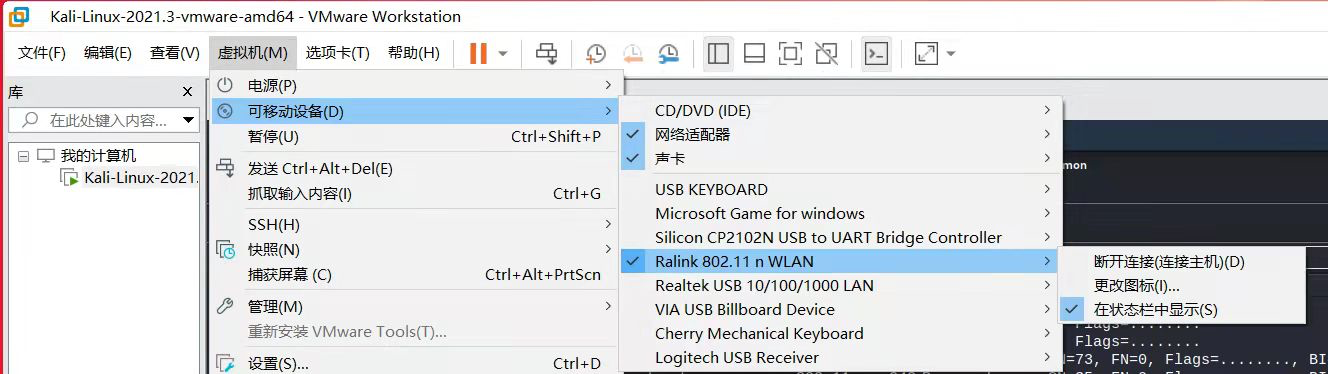 Kali-Linux-2021.3-vmware-amd64 - VMware Workstation
文件(F) 编辑(E) 查看(V) 虚拟机(M) 选项卡(T) 帮助(H)
库
在此处键入内容...
我的计算机
Kali-Linux-2021.
电源(P)
可移动设备(D)
暂停(U) Ctrl+Shift+P
发送 Ctrl+Alt+Del(E)
抓取输入内容(I) Ctrl+G
SSH(H)
快照(N)
捕获屏幕 (C) Ctrl+Alt+PrtScn
管理(M)
重新安装 VMware Tools(T)...
设置(S)... Ctrl+D
CD/DVD (IDE)
网络适配器
声卡
USB KEYBOARD
Microsoft Game for windows
Silicon CP2102N USB to UART Bridge Controller
Ralink 802.11 n WLAN
Realtek USB 10/100/1000 LAN
VIA USB Billboard Device
Cherry Mechanical Keyboard
Logitech USB Receiver
断开连接(连接主机)(D)
更改图标(I)...
在状态栏中显示(S)
mon
Flags=........
Flags=........
N=73, FN=0, Flags=........, BI